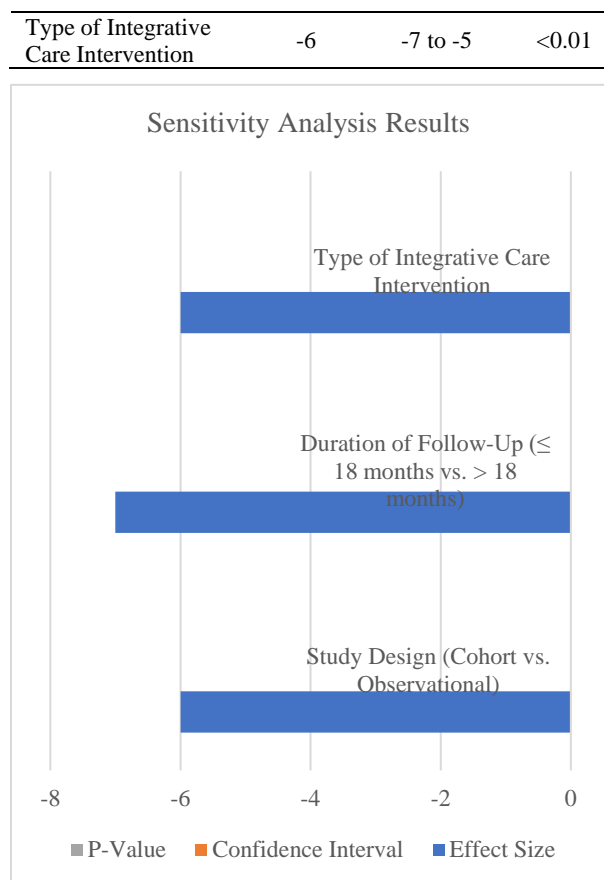 Type of Integrative
Care Intervention
-6
-7 to -5
<0.01
Sensitivity Analysis Results
Type of Integrative Care
Intervention
Duration of Follow-Up (≤
18 months vs. > 18
months)
Study Design (Cohort vs.
Observational)
-8 -6 -4 -2 0
P-Value Confidence Interval Effect Size